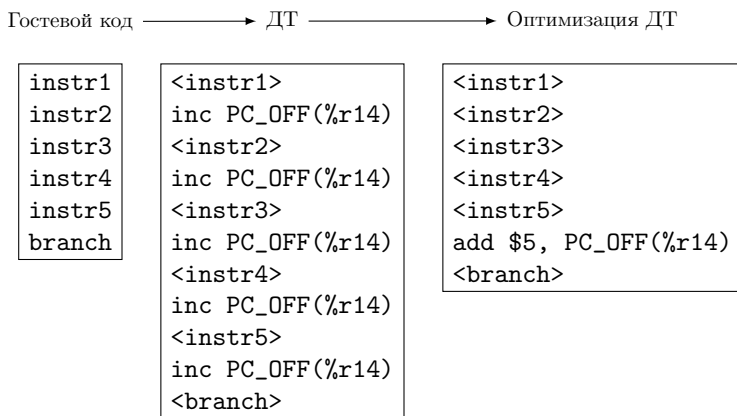 Гостевой код ДТ Оптимизация ДТ
instr1
instr2
instr3
instr4
instr5
branch
<instr1>
inc PC_OFF(%r14)
<instr2>
inc PC_OFF(%r14)
<instr3>
inc PC_OFF(%r14)
<instr4>
inc PC_OFF(%r14)
<instr5>
inc PC_OFF(%r14)
<branch>
<instr1>
<instr2>
<instr3>
<instr4>
<instr5>
add $5, PC_OFF(%r14)
<branch>